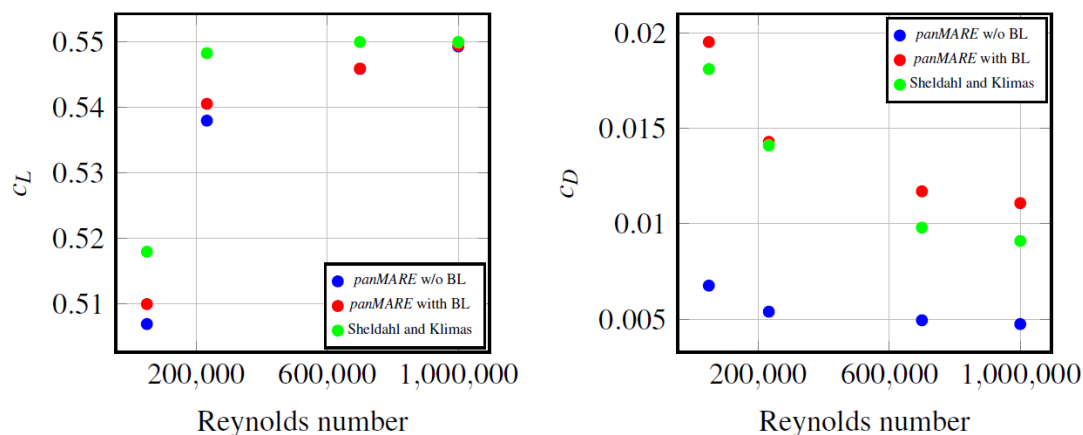 0.55
0.54
0.53
0.52
0.51
c_L
panMARE w/o BL
panMARE witth BL
Sheldahl and Klimas
200,000 600,000 1,000,000
Reynolds number
0.02
0.015
0.01
0.005
c_D
panMARE w/o BL
panMARE with BL
Sheldahl and Klimas
200,000 600,000 1,000,000
Reynolds number